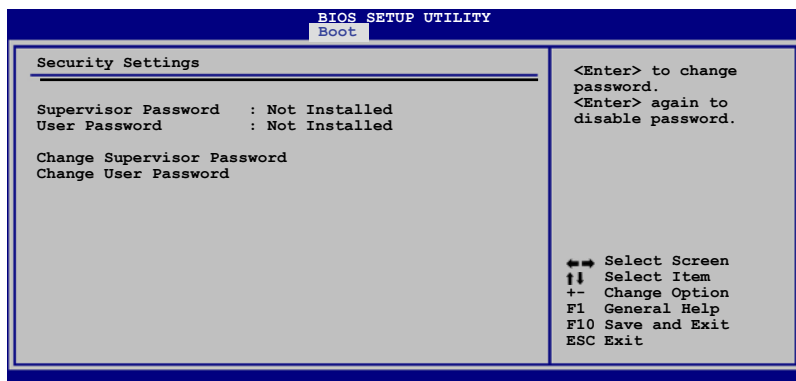 BIOS SETUP UTILITY
Boot
Security Settings
Supervisor Password : Not Installed
User Password : Not Installed
Change Supervisor Password
Change User Password
<Enter> to change
password.
<Enter> again to
disable password.
Select Screen
Select Item
+- Change Option
F1 General Help
F10 Save and Exit
ESC Exit